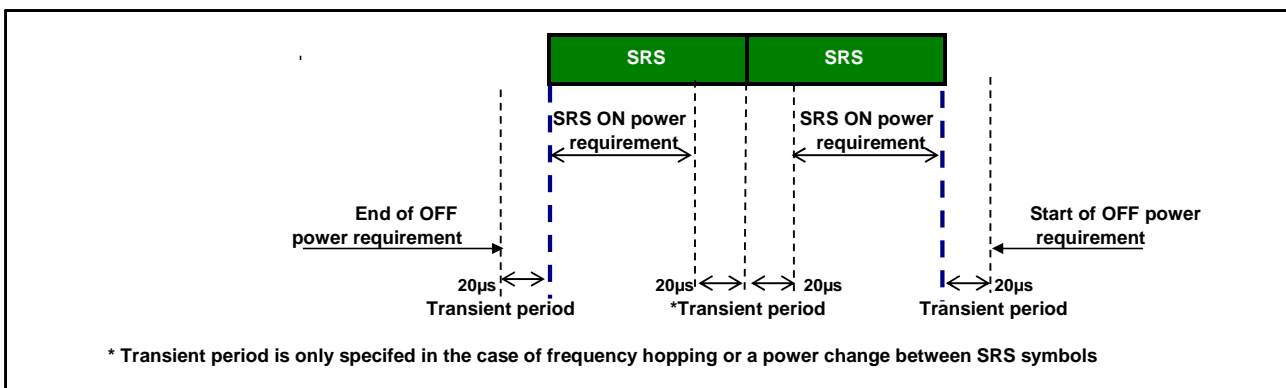 SRS SRS
SRS ON power
requirement
SRS ON power
requirement
End of OFF
power requirement
Start of OFF power
requirement
20µs 20µs 20µs 20µs
Transient period *Transient period Transient period
* Transient period is only specifed in the case of frequency hopping or a power change between SRS symbols